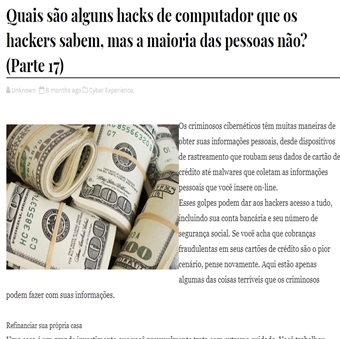 Quais são alguns hacks de computador que os
hackers sabem, mas a maioria das pessoas não?
(Parte 17)
Unknown 8 months ago Cyber Experience,
Os criminosos cibernéticos têm muitas maneiras de
obter suas informações pessoais, desde dispositivos
de rastreamento que roubam seus dados de cartão de
crédito até malwares que coletam as informações
pessoais que você insere on-line.
Esses golpes podem dar aos hackers acesso a tudo,
incluindo sua conta bancária e seu número de
segurança social. Se você acha que cobranças
fraudulentas em seus cartões de crédito são o pior
cenário, pense novamente. Aqui estão apenas
algumas das coisas terríveis que os criminosos
podem fazer com suas informações.
Refinanciar sua própria casa